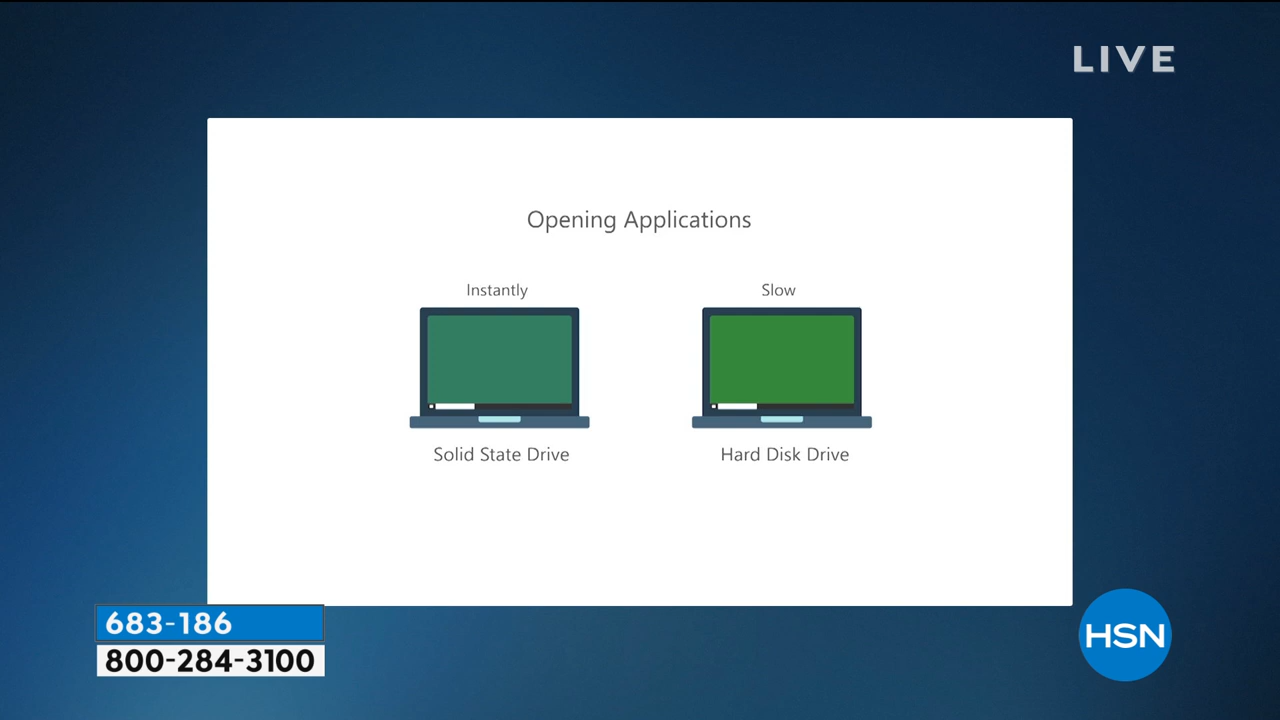 LIVE
Opening Applications
Instantly
Slow
Solid State Drive
Hard Disk Drive
683-186
800-284-3100
HSN